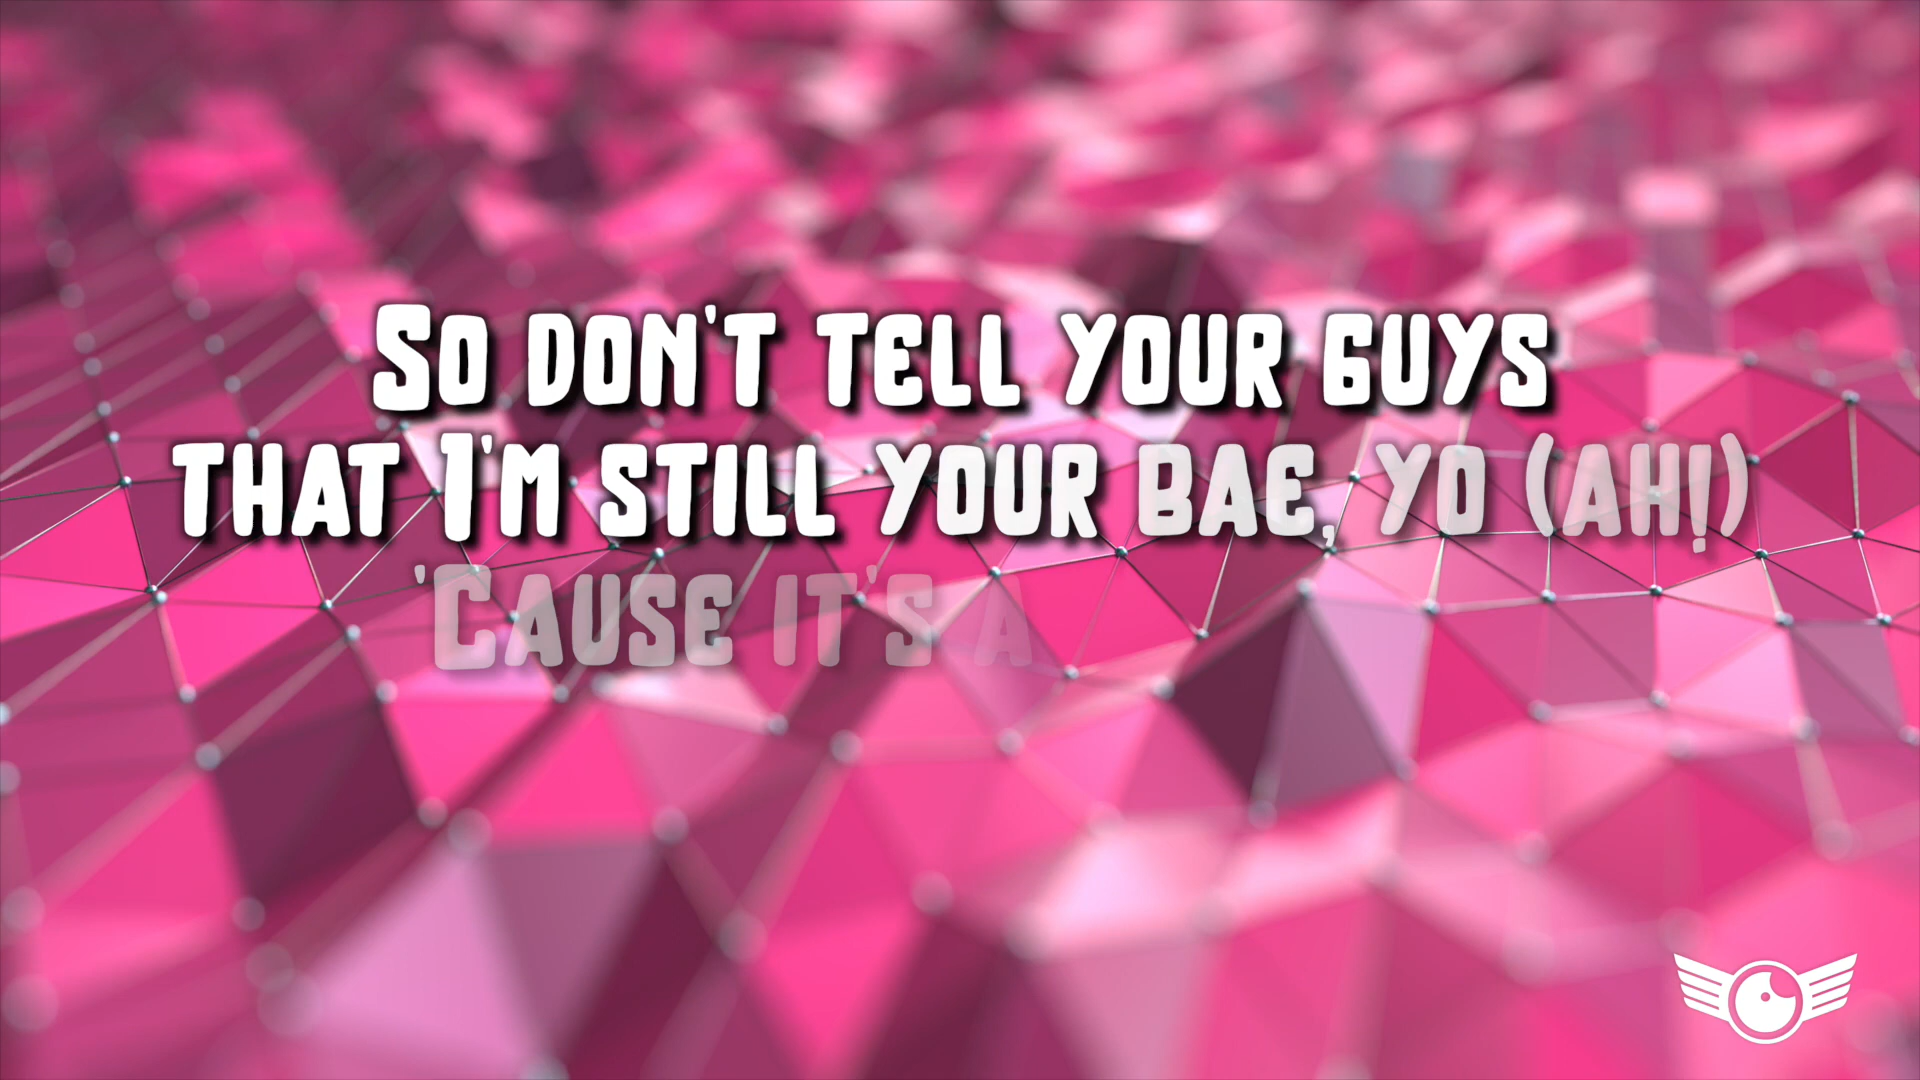 So don't tell your guys
that I'm still your bae, yo (ah!)
'Cause it's a